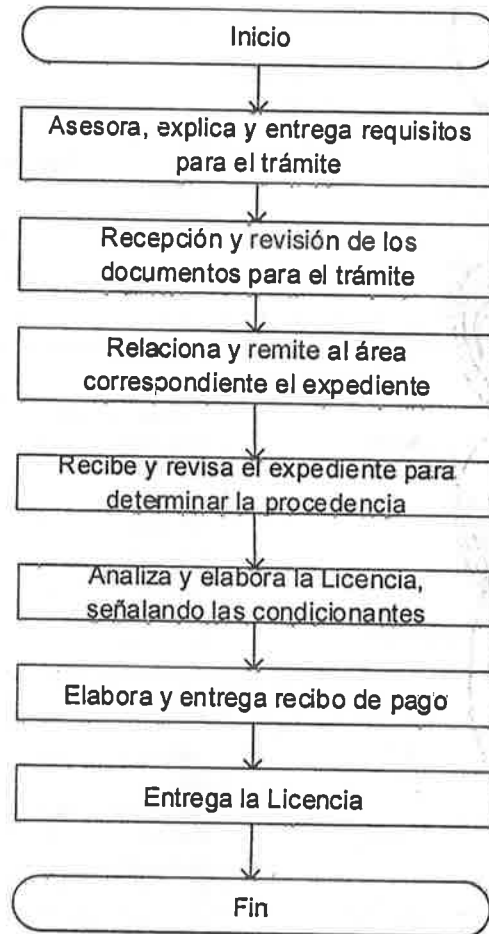 Inicio
Asesora, explica y entrega requisitos
para el trámite
Recepción y revisión de los
documentos para el trámite
Relaciona y remite al área
correspondiente el expediente
Recibe y revisa el expediente para
determinar la procedencia
Analiza y elabora la Licencia,
señalando las condicionantes
Elabora y entrega recibo de pago
Entrega la Licencia
Fin